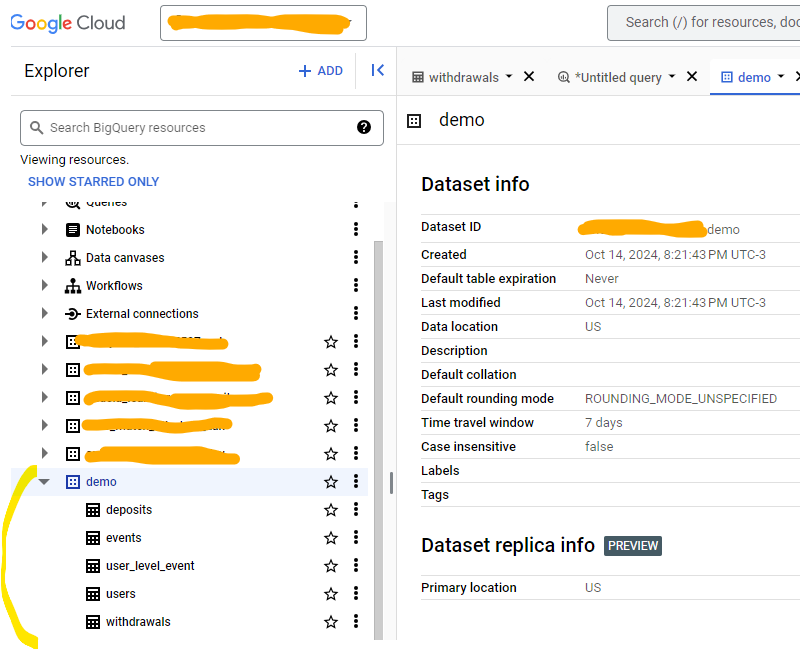 Google Cloud
Search (/) for resources, doc
Explorer
+ ADD
Search BigQuery resources
Viewing resources.
SHOW STARRED ONLY
Queries
Notebooks
Data canvases
Workflows
External connections
demo
deposits
events
user_level_event
users
withdrawals
withdrawals
*Untitled query
demo
demo
Dataset info
Dataset ID demo
Created Oct 14, 2024, 8:21:43 PM UTC-3
Default table expiration Never
Last modified Oct 14, 2024, 8:21:43 PM UTC-3
Data location US
Description
Default collation
Default rounding mode ROUNDING_MODE_UNSPECIFIED
Time travel window 7 days
Case insensitive false
Labels
Tags
Dataset replica info PREVIEW
Primary location US